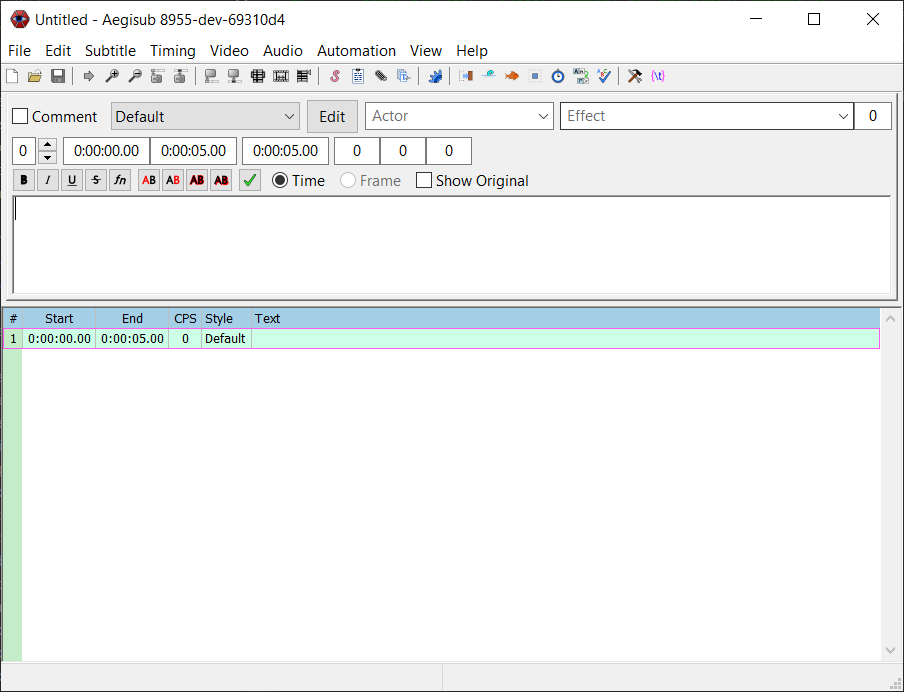 Untitled - Aegisub 8955-dev-69310d4
File Edit Subtitle Timing Video Audio Automation View Help
Comment Default Edit Actor Effect 0
0 0:00:00.00 0:00:05.00 0:00:05.00 0 0 0
B I U S fn AB AB AB AB Time Frame Show Original
# Start End CPS Style Text
1 0:00:00.00 0:00:05.00 0 Default